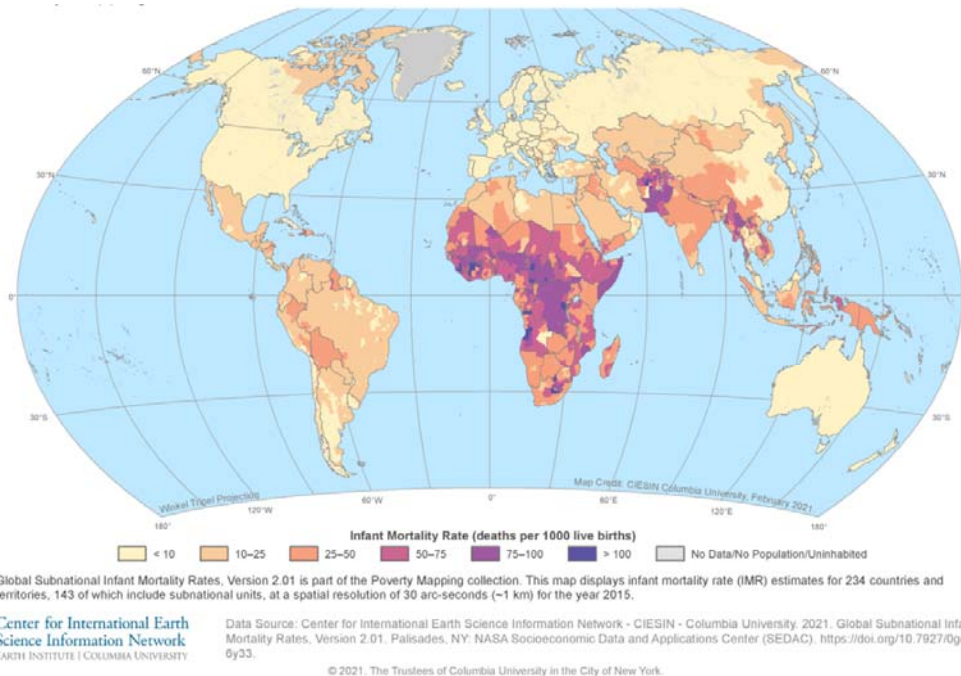 60°N
60°N
30°N
30°N
0°
0°
30°S
30°S
Winkel Tripel Projection
Map Credit: CIESIN Columbia University, February 2021
180°
120°W
60°W
0°
60°E
120°E
180°
Infant Mortality Rate (deaths per 1000 live births)
< 10
10–25
25–50
50–75
75–100
> 100
No Data/No Population/Uninhabited
Global Subnational Infant Mortality Rates, Version 2.01 is part of the Poverty Mapping collection. This map displays infant mortality rate (IMR) estimates for 234 countries and
territories, 143 of which include subnational units, at a spatial resolution of 30 arc-seconds (~1 km) for the year 2015.
Center for International Earth
Science Information Network
EARTH INSTITUTE | COLUMBIA UNIVERSITY
Data Source: Center for International Earth Science Information Network - CIESIN - Columbia University. 2021. Global Subnational Infa
Mortality Rates, Version 2.01. Palisades, NY: NASA Socioeconomic Data and Applications Center (SEDAC). https://doi.org/10.7927/0g
6y33.
© 2021. The Trustees of Columbia University in the City of New York.